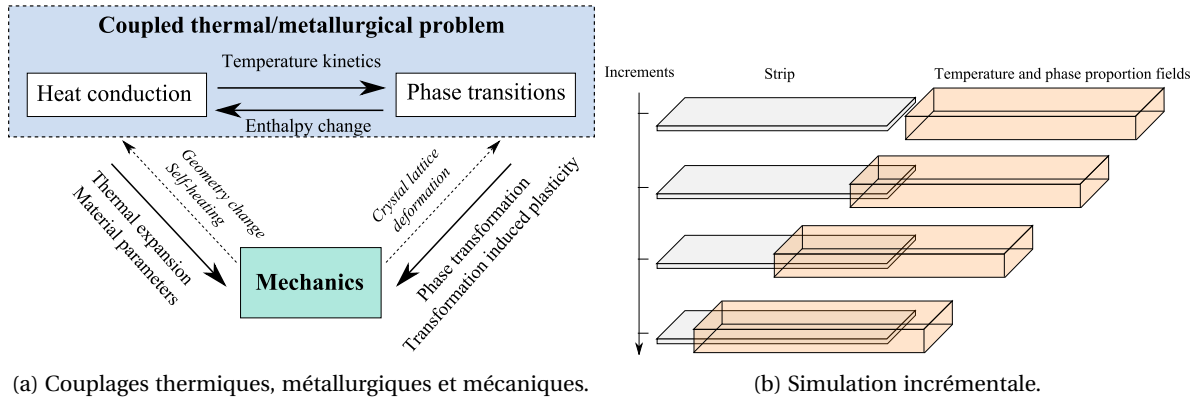 Coupled thermal/metallurgical problem
Temperature kinetics
Heat conduction
Phase transitions
Enthalpy change
Geometry change
Self-heating
Thermal expansion
Material parameters
Crystal lattice
deformation
Phase transformation
Transformation induced plasticity
Mechanics
(a) Couplages thermiques, métallurgiques et mécaniques.
Increments
Strip
Temperature and phase proportion fields
(b) Simulation incrémentale.